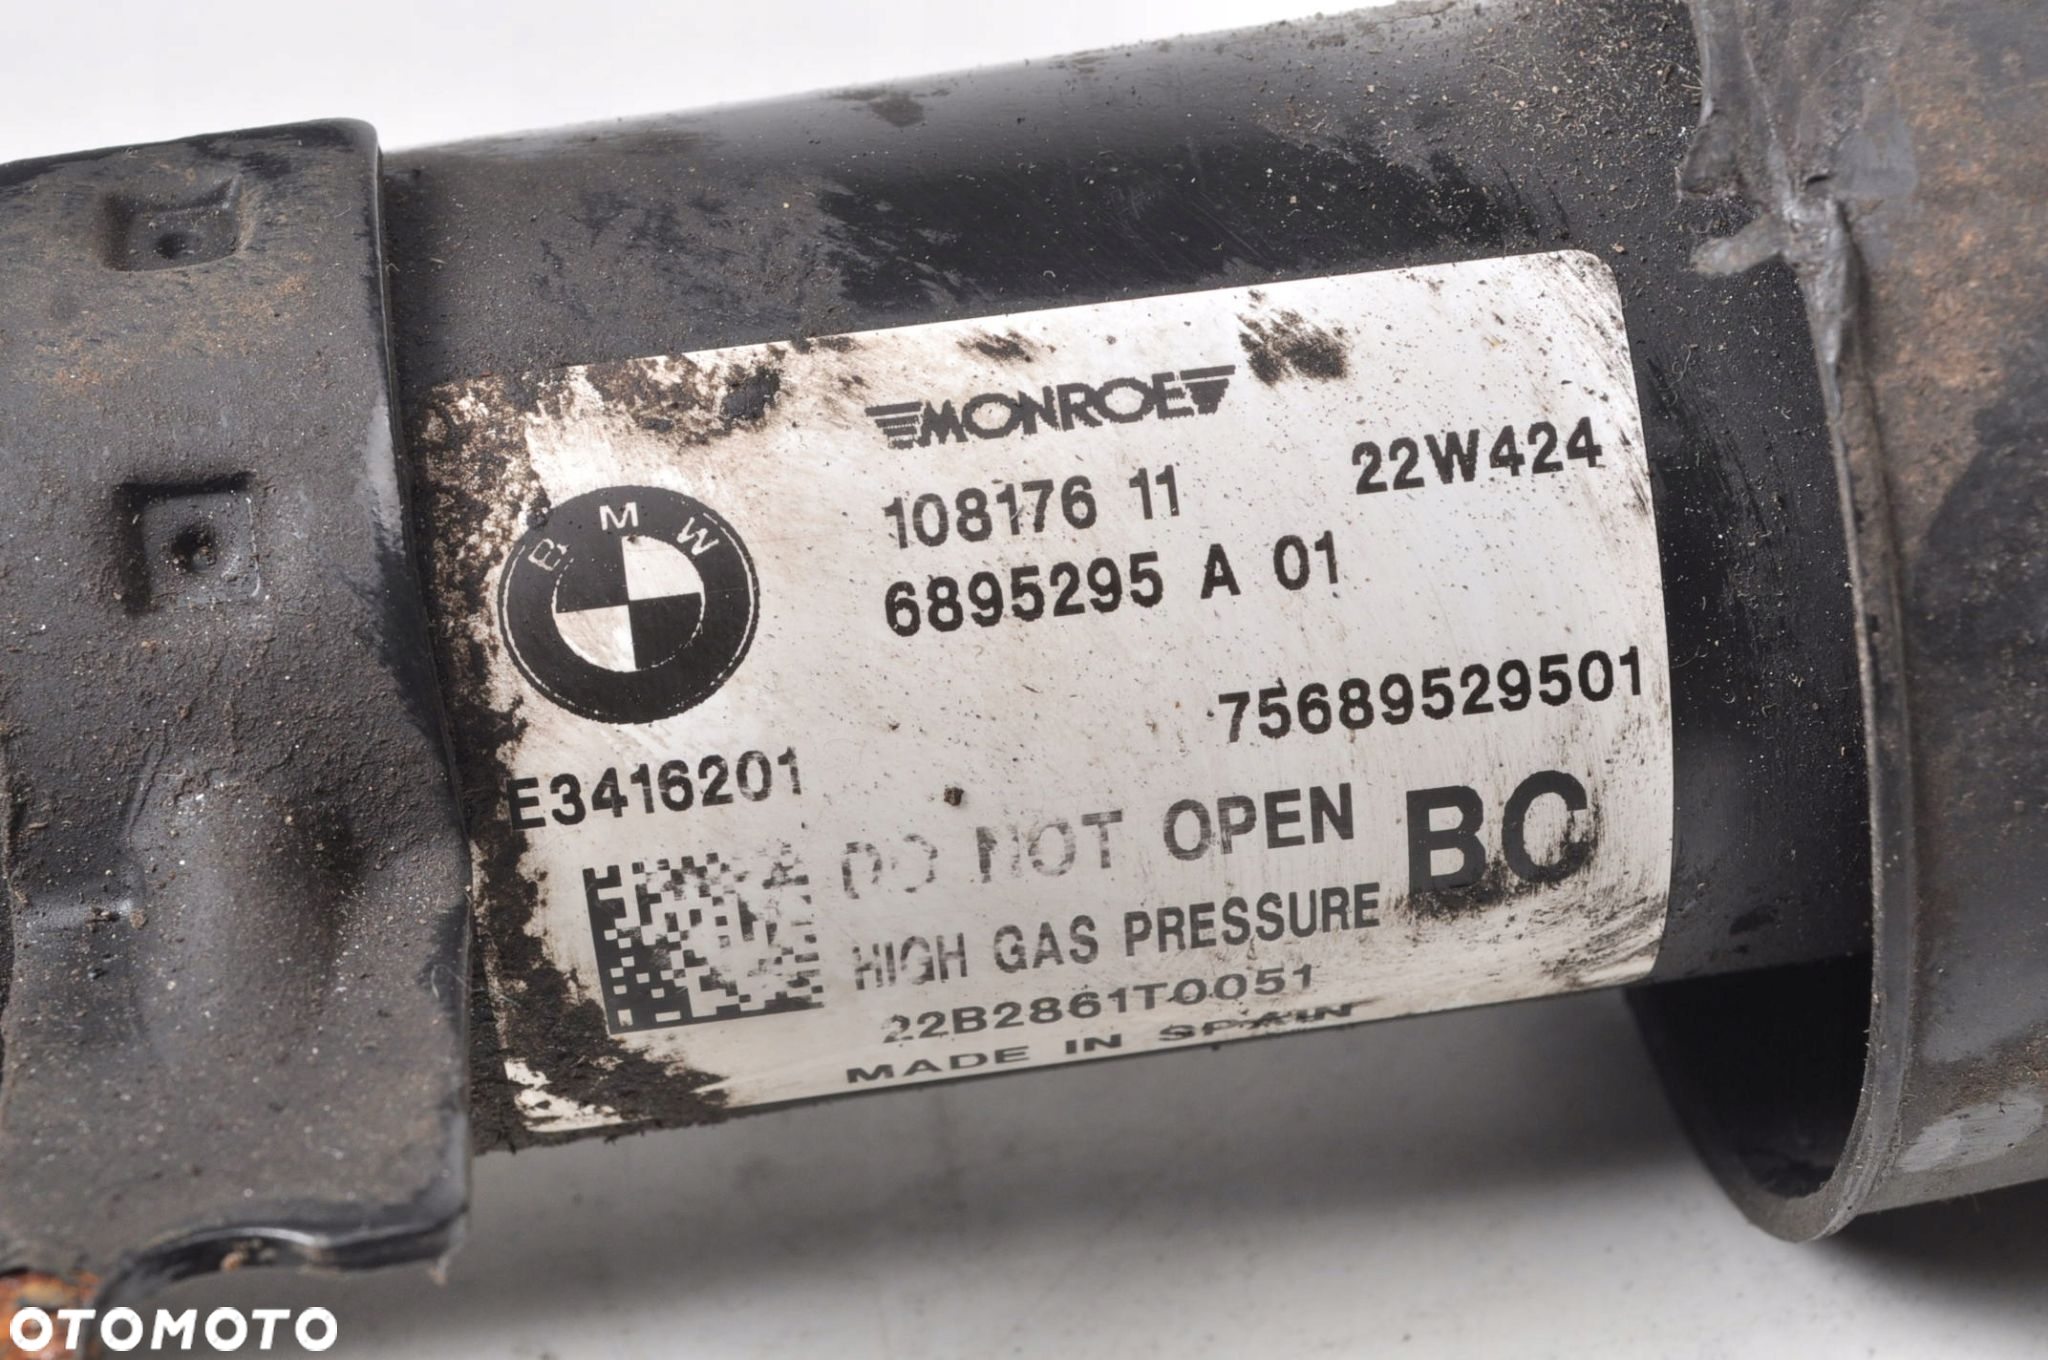 MONROE
BMW
108176 11 22W424
6895295 A 01
75689529501
E3416201
DO NOT OPEN BC
HIGH GAS PRESSURE
22B2861T0051
MADE IN SPAIN
OTOMOTO